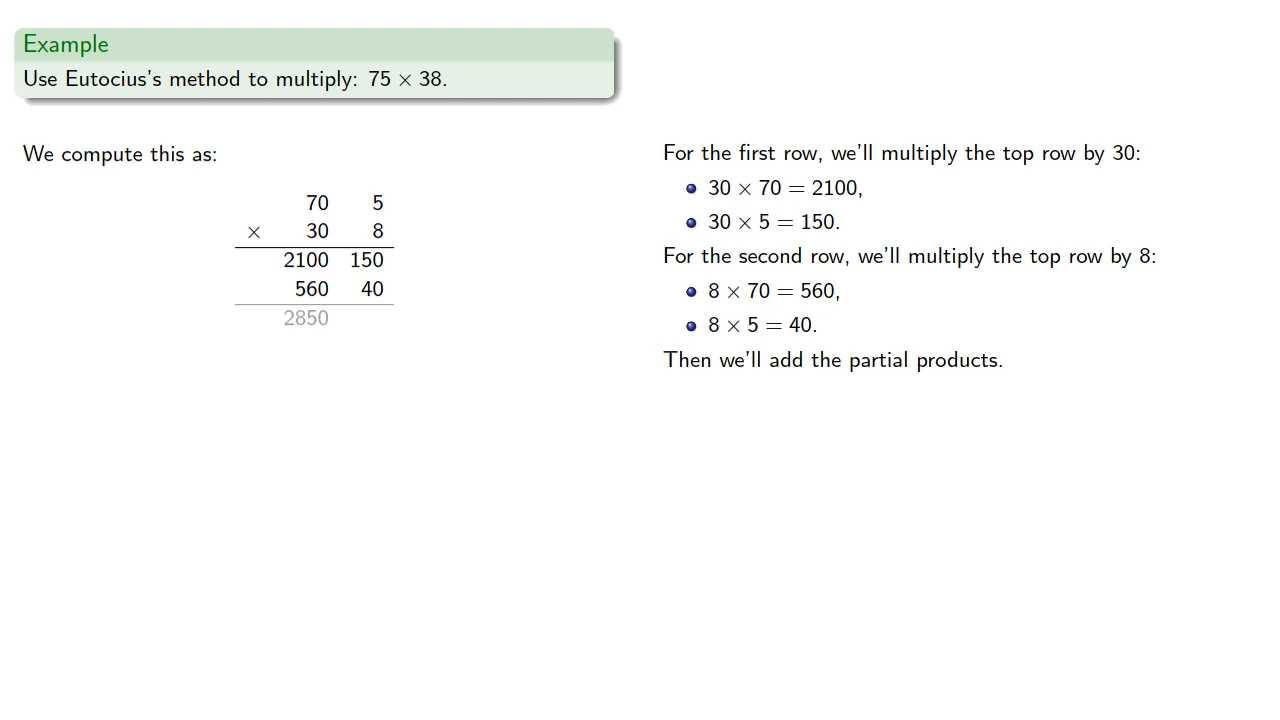 Example
Use Eutocius's method to multiply: 75 × 38.
We compute this as:
70 5
× 30 8
2100 150
560 40
2850
For the first row, we'll multiply the top row by 30:
30 × 70 = 2100,
30 × 5 = 150.
For the second row, we'll multiply the top row by 8:
8 × 70 = 560,
8 × 5 = 40.
Then we'll add the partial products.